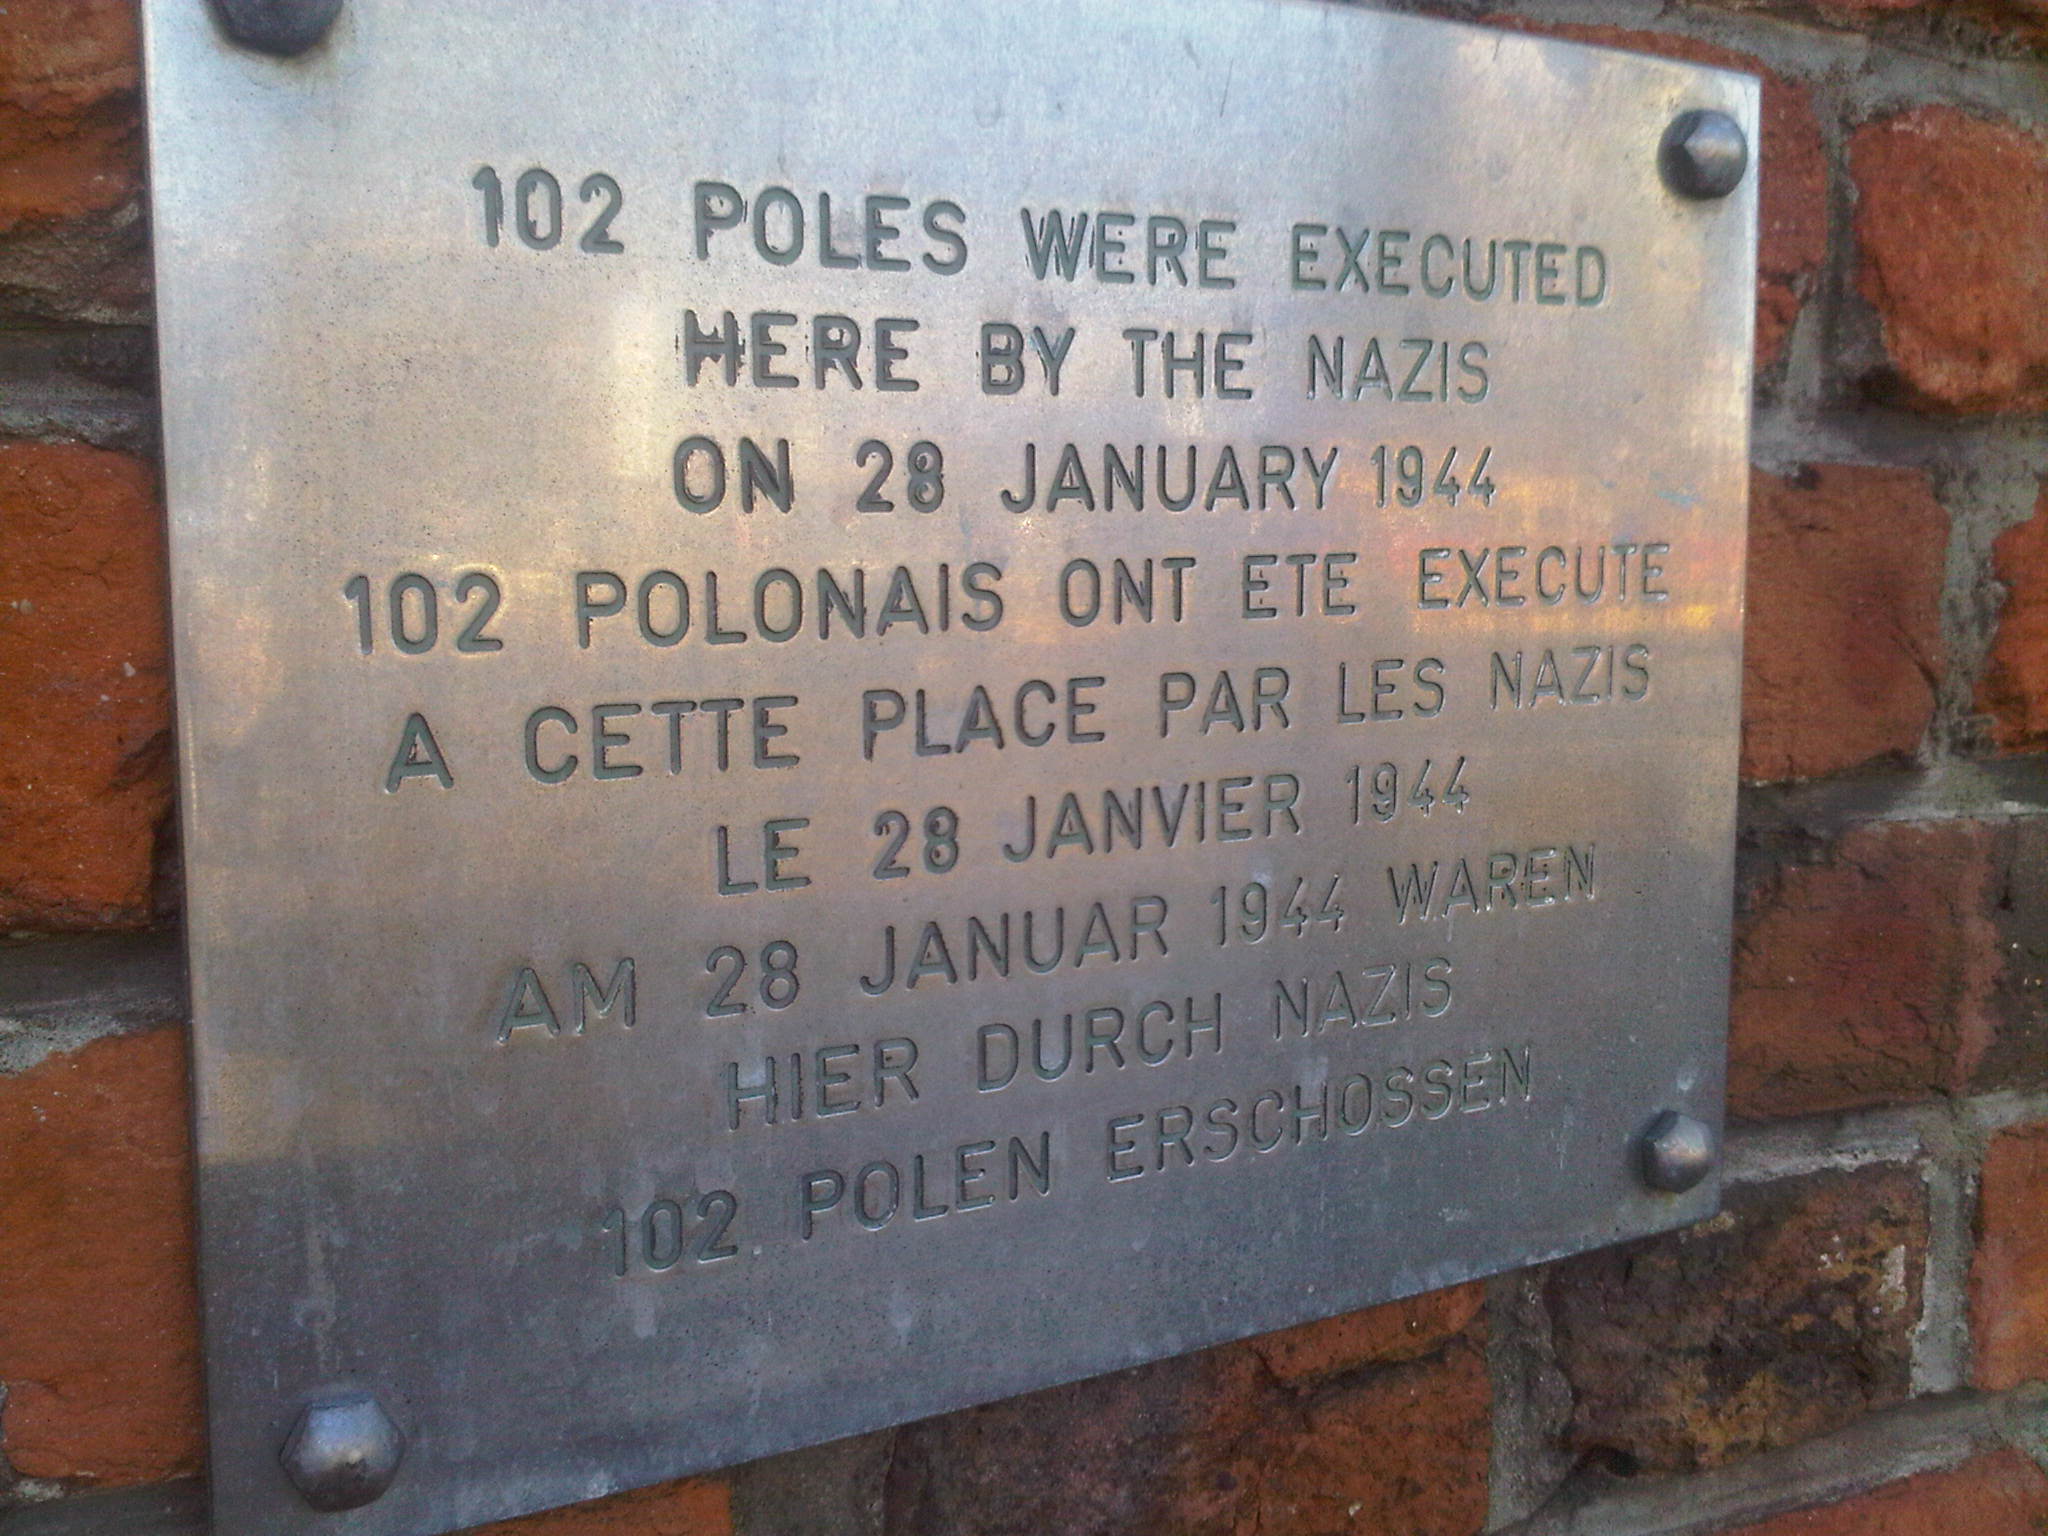 102 POLES WERE EXECUTED
HERE BY THE NAZIS
ON 28 JANUARY 1944
102 POLONAIS ONT ETE EXECUTE
A CETTE PLACE PAR LES NAZIS
LE 28 JANVIER 1944
AM 28 JANUAR 1944 WAREN
HIER DURCH NAZIS
102 POLEN ERSCHOSSEN